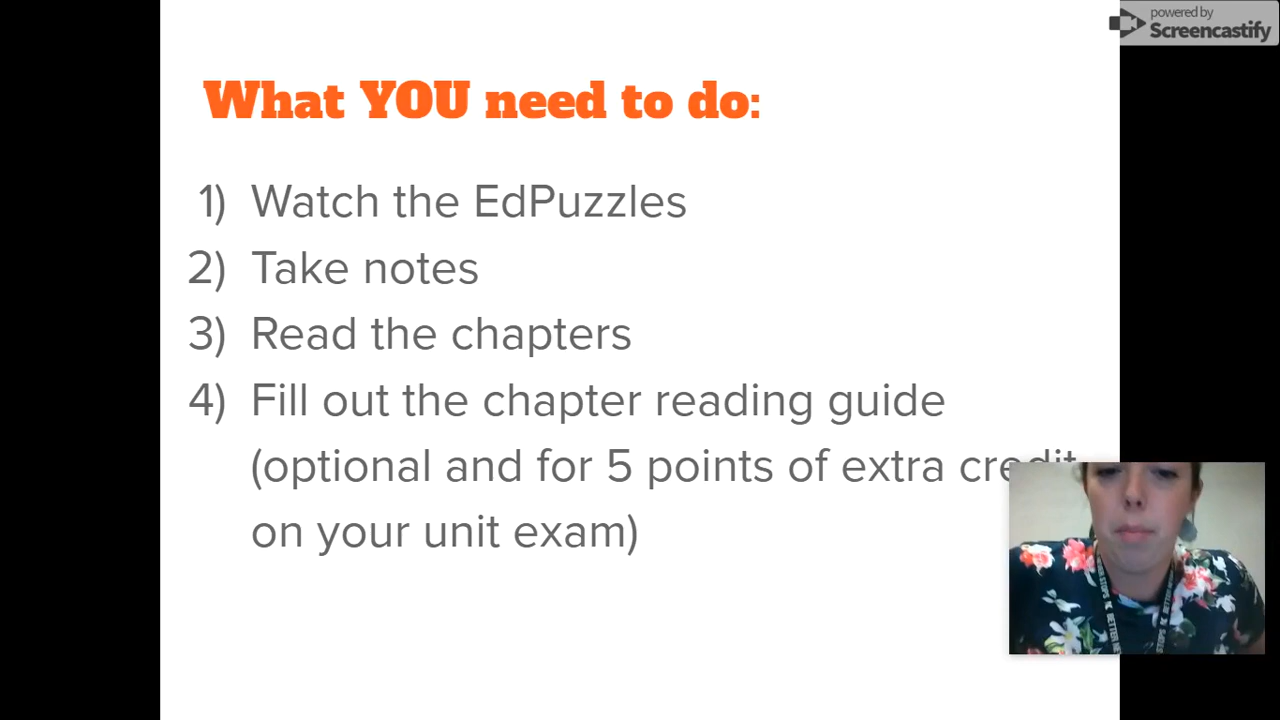 powered by
Screencastify
What YOU need to do:
1) Watch the EdPuzzles
2) Take notes
3) Read the chapters
4) Fill out the chapter reading guide
(optional and for 5 points of extra credit
on your unit exam)